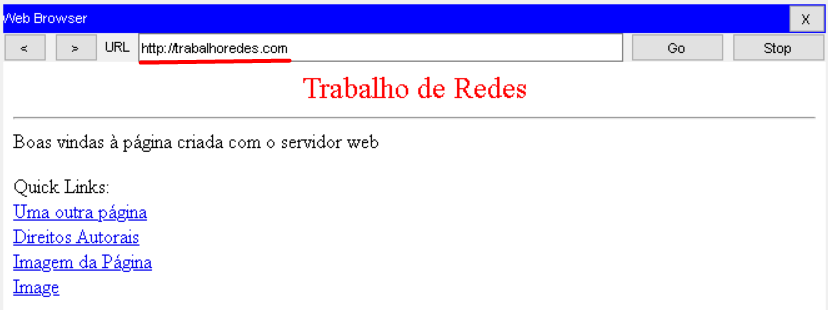 Web Browser X
< > URL http://trabalhoredes.com Go Stop
Trabalho de Redes
Boas vindas à página criada com o servidor web
Quick Links:
Uma outra página
Direitos Autorais
Imagem da Página
Image